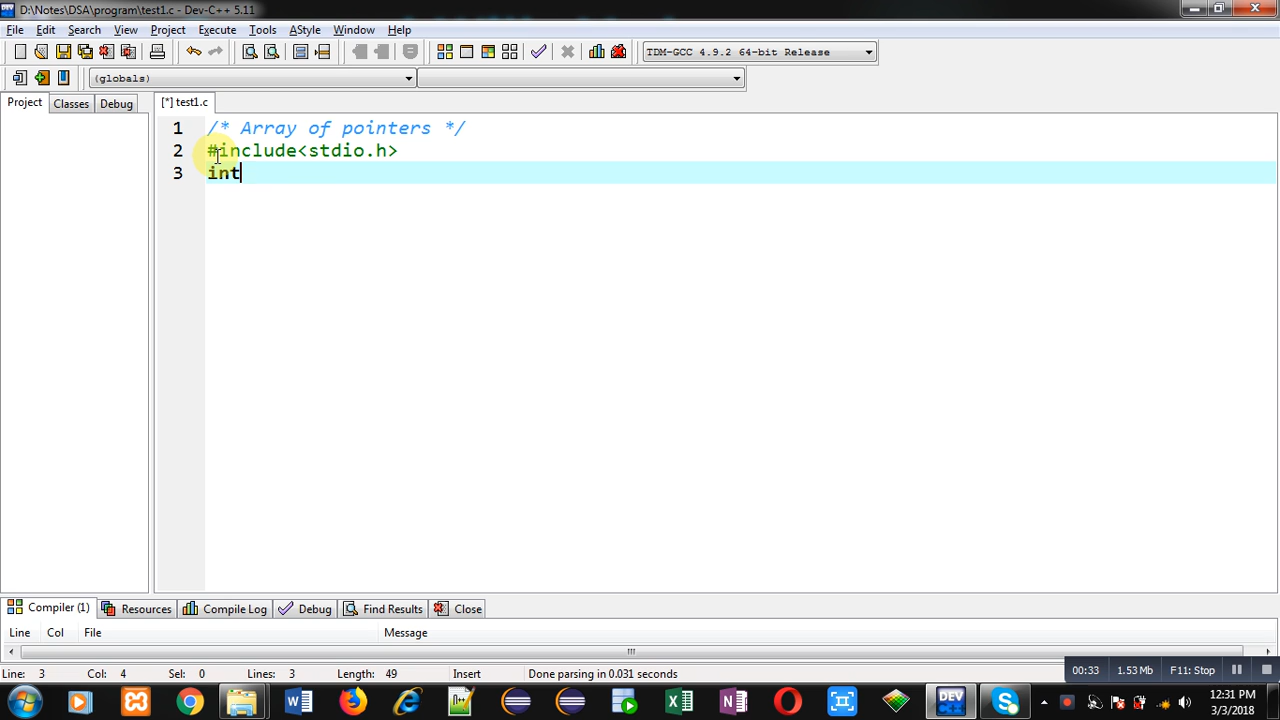 D:\Notes\DSA\program\test1.c - Dev-C++ 5.11
File Edit Search View Project Execute Tools AStyle Window Help
TDM-GCC 4.9.2 64-bit Release
(globals)
Project Classes Debug [*] test1.c
1 /* Array of pointers */
2 #include<stdio.h>
3 int
Compiler (1) Resources Compile Log Debug Find Results Close
Line Col File Message
Line: 3 Col: 4 Sel: 0 Lines: 3 Length: 49 Insert Done parsing in 0.031 seconds
00:33 1.53 Mb F11: Stop
12:31 PM
3/3/2018